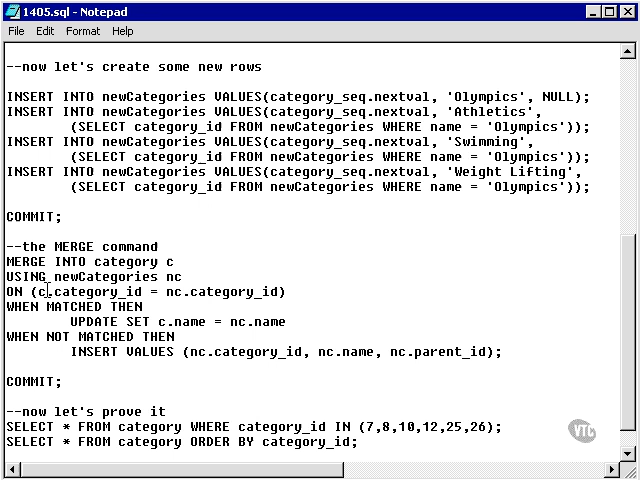 1405.sql - Notepad
File Edit Format Help
--now let's create some new rows
INSERT INTO newCategories VALUES(category_seq.nextval, 'Olympics', NULL);
INSERT INTO newCategories VALUES(category_seq.nextval, 'Athletics',
(SELECT category_id FROM newCategories WHERE name = 'Olympics'));
INSERT INTO newCategories VALUES(category_seq.nextval, 'Swimming',
(SELECT category_id FROM newCategories WHERE name = 'Olympics'));
INSERT INTO newCategories VALUES(category_seq.nextval, 'Weight Lifting',
(SELECT category_id FROM newCategories WHERE name = 'Olympics'));
COMMIT;
--the MERGE command
MERGE INTO category c
USING newCategories nc
ON (c.category_id = nc.category_id)
WHEN MATCHED THEN
UPDATE SET c.name = nc.name
WHEN NOT MATCHED THEN
INSERT VALUES (nc.category_id, nc.name, nc.parent_id);
COMMIT;
--now let's prove it
SELECT * FROM category WHERE category_id IN (7,8,10,12,25,26);
SELECT * FROM category ORDER BY category_id;
VTC